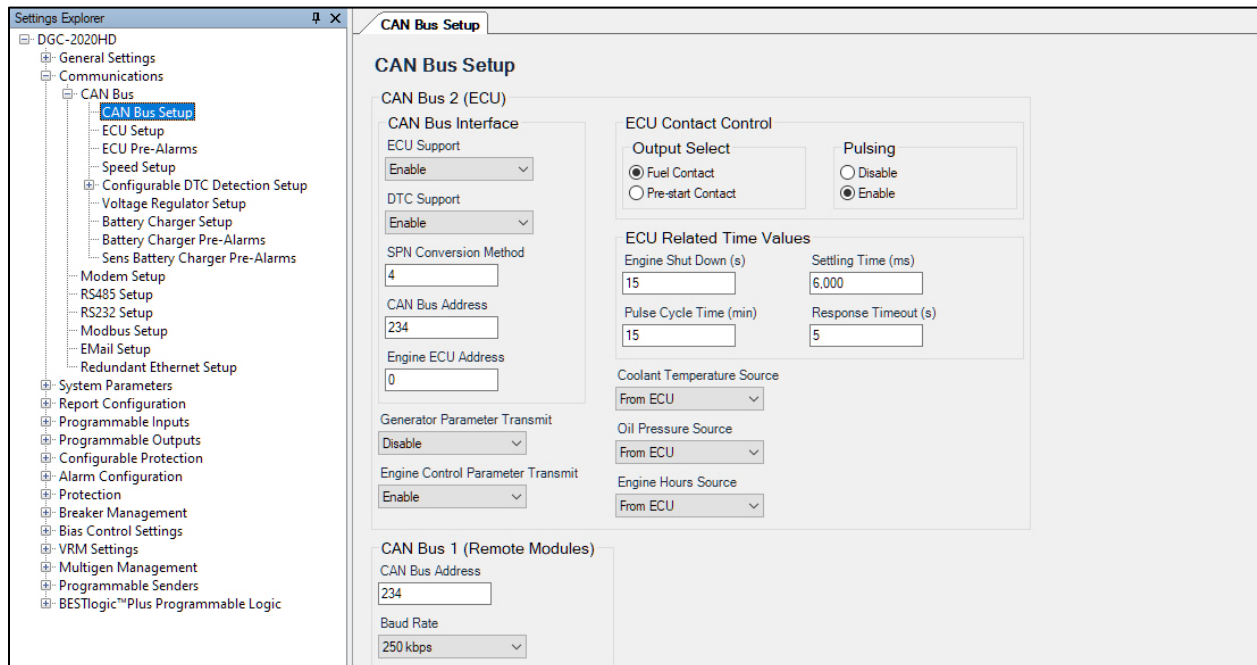 Settings Explorer
DGC-2020HD
General Settings
Communications
CAN Bus
CAN Bus Setup
ECU Setup
ECU Pre-Alarms
Speed Setup
Configurable DTC Detection Setup
Voltage Regulator Setup
Battery Charger Setup
Battery Charger Pre-Alarms
Sens Battery Charger Pre-Alarms
Modem Setup
RS485 Setup
RS232 Setup
Modbus Setup
EMail Setup
Redundant Ethernet Setup
System Parameters
Report Configuration
Programmable Inputs
Programmable Outputs
Configurable Protection
Alarm Configuration
Protection
Breaker Management
Bias Control Settings
VRM Settings
Multigen Management
Programmable Senders
BESTlogic™Plus Programmable Logic
CAN Bus Setup
CAN Bus Setup
CAN Bus 2 (ECU)
CAN Bus Interface
ECU Support
Enable
DTC Support
Enable
SPN Conversion Method
4
CAN Bus Address
234
Engine ECU Address
0
Generator Parameter Transmit
Disable
Engine Control Parameter Transmit
Enable
ECU Contact Control
Output Select
Fuel Contact
Pre-start Contact
Pulsing
Disable
Enable
ECU Related Time Values
Engine Shut Down (s)
15
Settling Time (ms)
6,000
Pulse Cycle Time (min)
15
Response Timeout (s)
5
Coolant Temperature Source
From ECU
Oil Pressure Source
From ECU
Engine Hours Source
From ECU
CAN Bus 1 (Remote Modules)
CAN Bus Address
234
Baud Rate
250 kbps